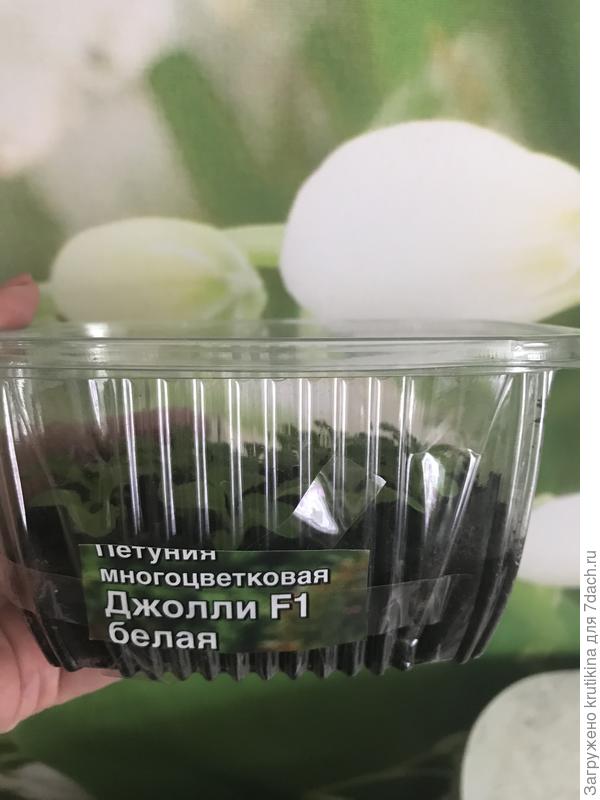 Петуния
многоцветковая
Джолли F1
белая
Загружено krutikina для 7dach.ru